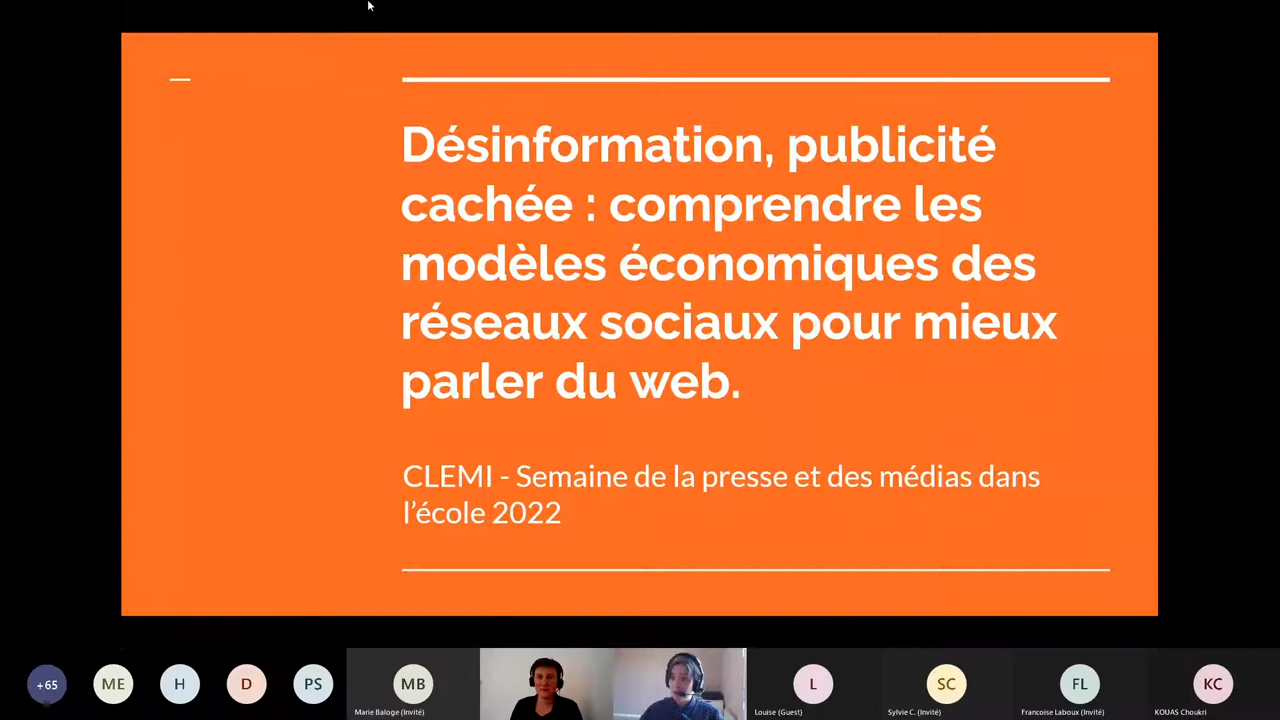 Désinformation, publicité
cachée : comprendre les
modèles économiques des
réseaux sociaux pour mieux
parler du web.
CLEMI - Semaine de la presse et des médias dans
l’école 2022
+65
ME
H
D
PS
MB
L
SC
FL
KC
Marie Baloge (Invité)
Louise (Guest)
Sylvie C. (Invité)
Francoise Laboux (Invité)
KOUAS Choukri